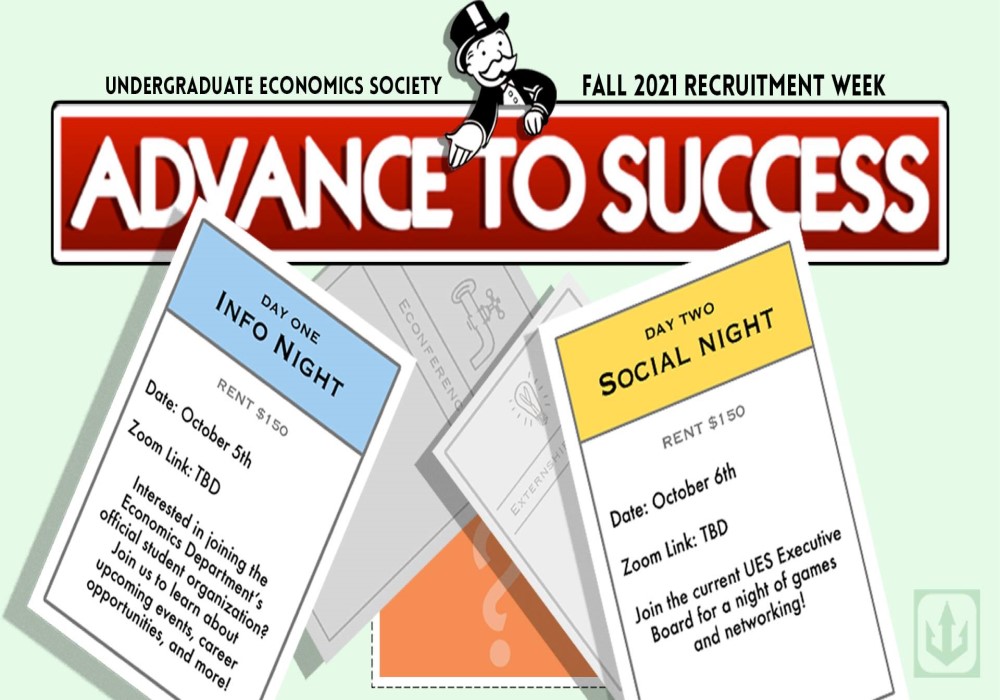 UNDERGRADUATE ECONOMICS SOCIETY
FALL 2021 RECRUITMENT WEEK
ADVANCE TO SUCCESS
DAY ONE
INFO NIGHT
RENT $150
Date: October 5th
Zoom Link: TBD
Interested in joining the
Economics Department's
official student organization?
Join us to learn about
upcoming events, career
opportunities, and more!
?
DAY TWO
SOCIAL NIGHT
RENT $150
Date: October 6th
Zoom Link: TBD
Join the current UES Executive
Board for a night of games
and networking!